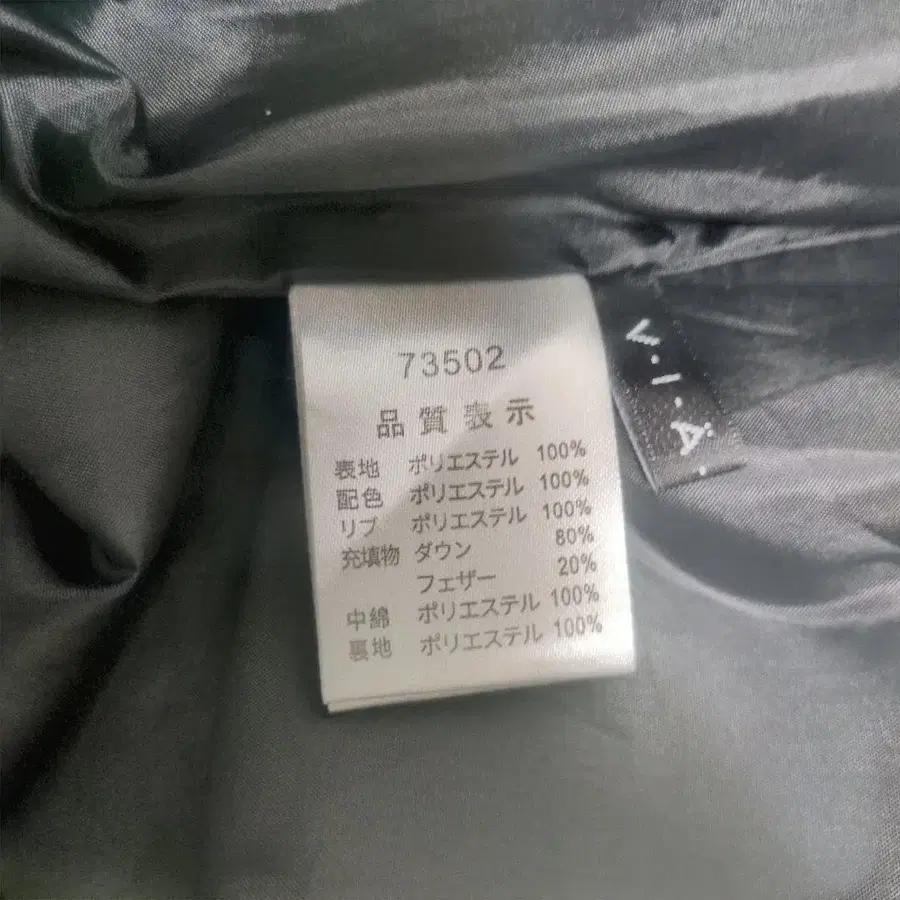 73502
品質表示
表地 ポリエステル 100%
配色 ポリエステル 100%
リブ ポリエステル 100%
充填物 ダウン 80%
フェザー 20%
中綿 ポリエステル 100%
裏地 ポリエステル 100%
V・I・Ä・